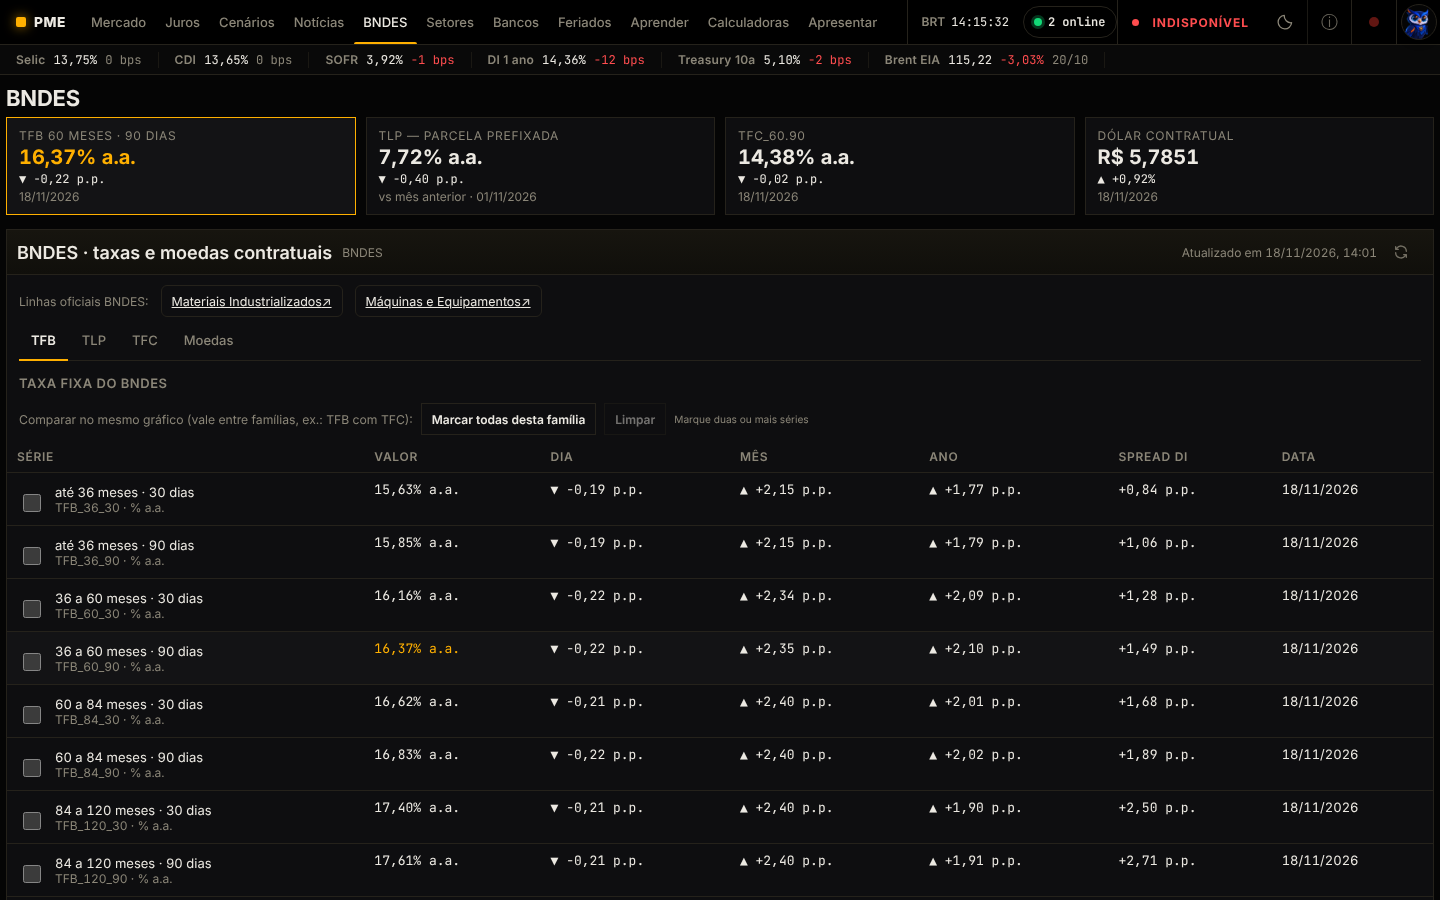 PME Mercado Juros Cenários Notícias BNDES Setores Bancos Feriados Aprender Calculadoras Apresentar BRT 14:15:32 2 online INDISPONÍVEL
Selic 13,75% 0 bps CDI 13,65% 0 bps SOFR 3,92% -1 bps DI 1 ano 14,36% -12 bps Treasury 10a 5,10% -2 bps Brent EIA 115,22 -3,03% 20/10
BNDES
TFB 60 MESES · 90 DIAS
16,37% a.a.
▼ -0,22 p.p.
18/11/2026
TLP — PARCELA PREFIXADA
7,72% a.a.
▼ -0,40 p.p.
vs mês anterior · 01/11/2026
TFC_60.90
14,38% a.a.
▼ -0,02 p.p.
18/11/2026
DÓLAR CONTRATUAL
R$ 5,7851
▲ +0,92%
18/11/2026
BNDES · taxas e moedas contratuais BNDES Atualizado em 18/11/2026, 14:01
Linhas oficiais BNDES: Materiais Industrializados↗ Máquinas e Equipamentos↗
TFB TLP TFC Moedas
TAXA FIXA DO BNDES
Comparar no mesmo gráfico (vale entre famílias, ex.: TFB com TFC): Marcar todas desta família Limpar Marque duas ou mais séries
SÉRIE VALOR DIA MÊS ANO SPREAD DI DATA
até 36 meses · 30 dias 15,63% a.a. ▼ -0,19 p.p. ▲ +2,15 p.p. ▲ +1,77 p.p. +0,84 p.p. 18/11/2026
TFB_36_30 · % a.a.
até 36 meses · 90 dias 15,85% a.a. ▼ -0,19 p.p. ▲ +2,15 p.p. ▲ +1,79 p.p. +1,06 p.p. 18/11/2026
TFB_36_90 · % a.a.
36 a 60 meses · 30 dias 16,16% a.a. ▼ -0,22 p.p. ▲ +2,34 p.p. ▲ +2,09 p.p. +1,28 p.p. 18/11/2026
TFB_60_30 · % a.a.
36 a 60 meses · 90 dias 16,37% a.a. ▼ -0,22 p.p. ▲ +2,35 p.p. ▲ +2,10 p.p. +1,49 p.p. 18/11/2026
TFB_60_90 · % a.a.
60 a 84 meses · 30 dias 16,62% a.a. ▼ -0,21 p.p. ▲ +2,40 p.p. ▲ +2,01 p.p. +1,68 p.p. 18/11/2026
TFB_84_30 · % a.a.
60 a 84 meses · 90 dias 16,83% a.a. ▼ -0,22 p.p. ▲ +2,40 p.p. ▲ +2,02 p.p. +1,89 p.p. 18/11/2026
TFB_84_90 · % a.a.
84 a 120 meses · 30 dias 17,40% a.a. ▼ -0,21 p.p. ▲ +2,40 p.p. ▲ +1,90 p.p. +2,50 p.p. 18/11/2026
TFB_120_30 · % a.a.
84 a 120 meses · 90 dias 17,61% a.a. ▼ -0,21 p.p. ▲ +2,40 p.p. ▲ +1,91 p.p. +2,71 p.p. 18/11/2026
TFB_120_90 · % a.a.